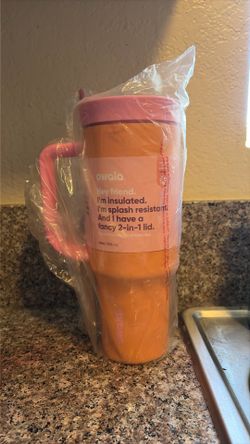 owala
Hey friend.
I'm insulated.
I'm splash resistant.
And I have a
fancy 2-in-1 lid.